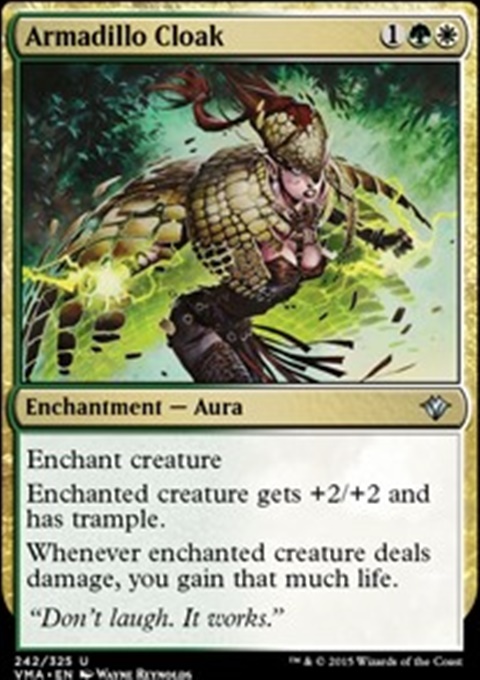 Armadillo Cloak 1
Enchantment — Aura
Enchant creature
Enchanted creature gets +2/+2 and
has trample.
Whenever enchanted creature deals
damage, you gain that much life.
“Don’t laugh. It works.”
242/325 U
VMA • EN Wayne Reynolds
™ & © 2015 Wizards of the Coast